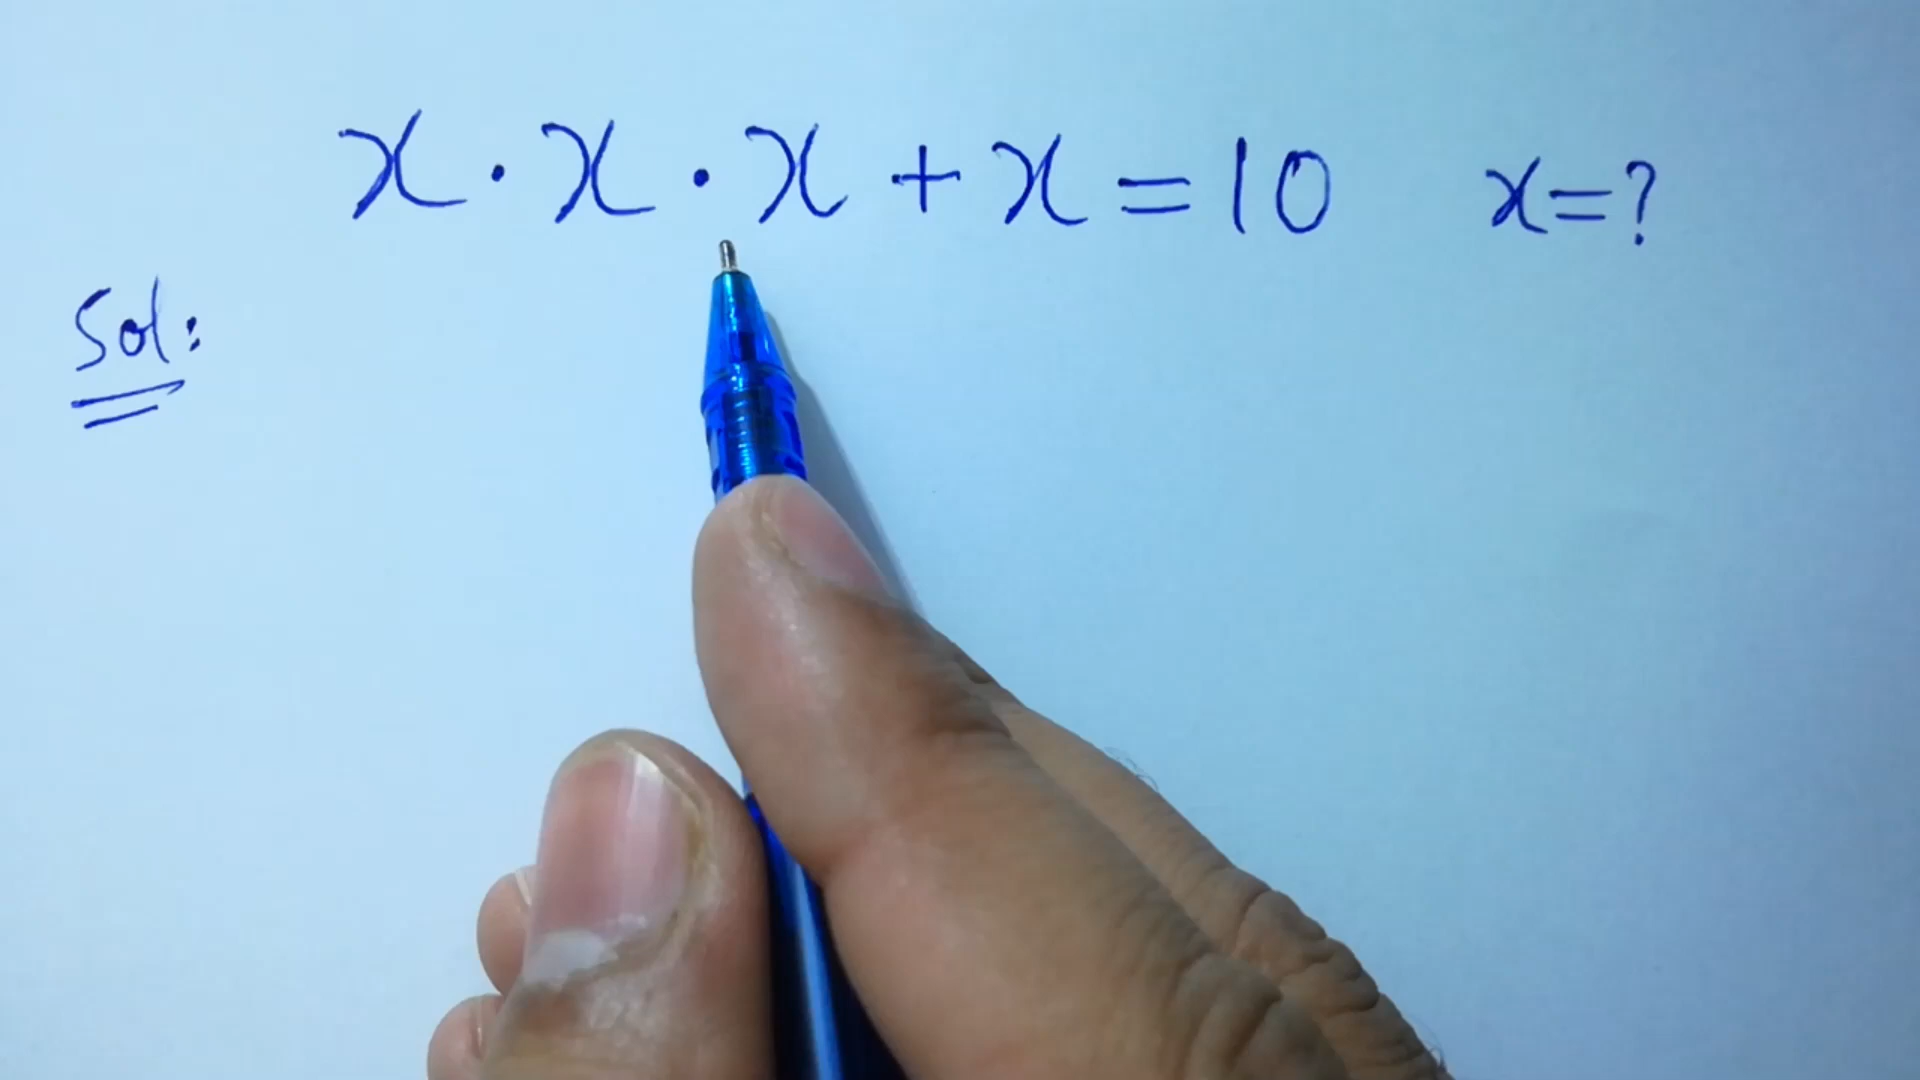 x · x · x + x = 10 x = ?
Sol: